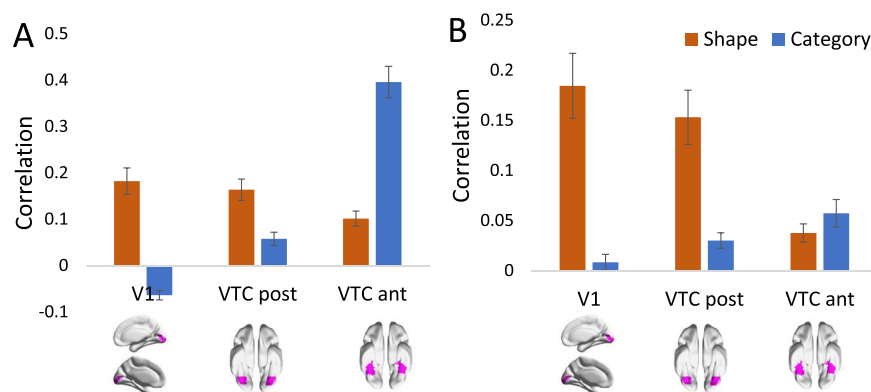 A
Correlation
0.5
0.4
0.3
0.2
0.1
0
-0.1
V1
VTC post
VTC ant
B
Correlation
0.25
0.2
0.15
0.1
0.05
0
Shape
Category
V1
VTC post
VTC ant